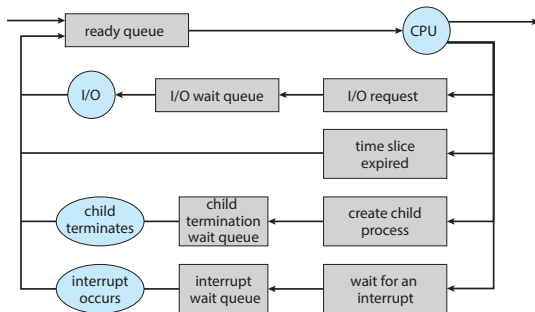 ready queue
CPU
I/O
I/O wait queue
I/O request
time slice
expired
child
terminates
child
termination
wait queue
create child
process
interrupt
occurs
interrupt
wait queue
wait for an
interrupt